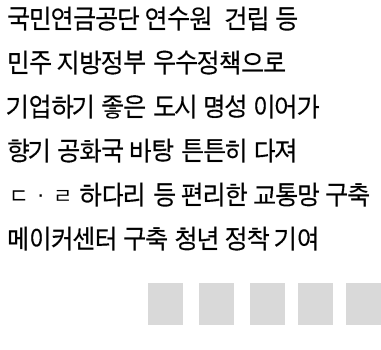 국민연금공단 연수원 건립 등
민주 지방정부 우수정책으로
기업하기 좋은 도시 명성 이어가
향기 공화국 바탕 튼튼히 다져
ㄷ·ㄹ 하다리 등 편리한 교통망 구축
메이커센터 구축 청년 정착 기여